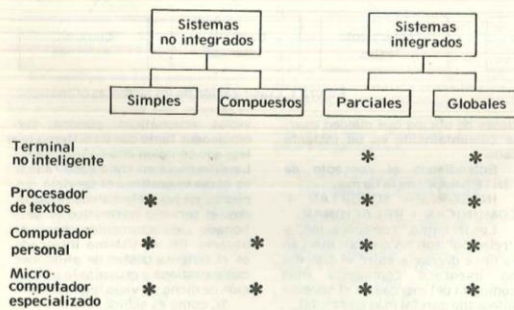 Sistemas
no integrados
Sistemas
integrados
Simples
Compuestos
Parciales
Globales
Terminal
no inteligente
* *
Procesador
de textos
* * *
Computador
personal
* * * *
Micro-
computador
especializado
* * * *